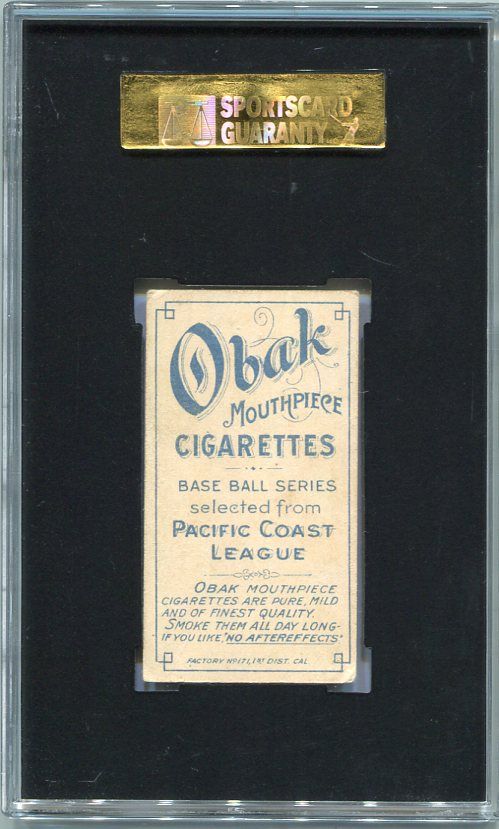 SPORTSCARD
GUARANTY
Obak
MOUTHPIECE
CIGARETTES
BASE BALL SERIES
selected from
PACIFIC COAST
LEAGUE
OBAK MOUTHPIECE
CIGARETTES ARE PURE, MILD
AND OF FINEST QUALITY.
SMOKE THEM ALL DAY LONG-
IF YOU LIKE, "NO AFTEREFFECTS"
FACTORY No 17, 1ST DIST. CAL